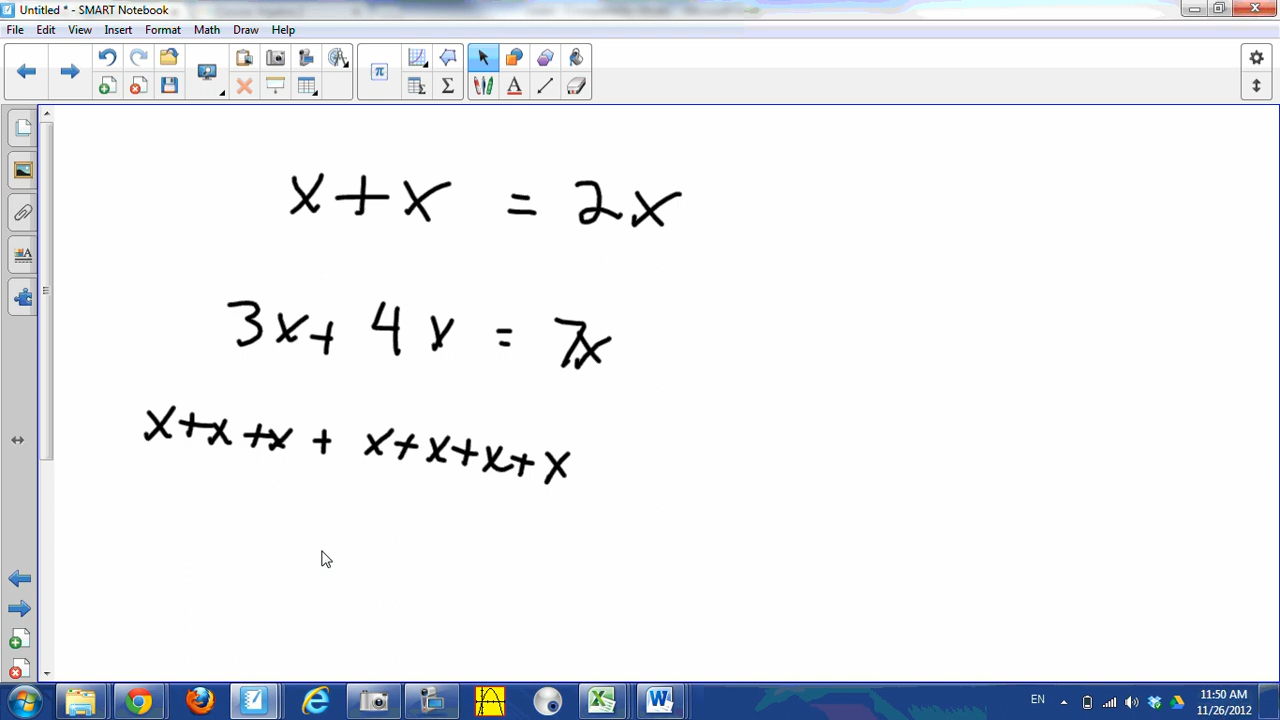 Untitled * - SMART Notebook
File Edit View Insert Format Math Draw Help
x+x = 2x
3x+ 4x = 7x
x+x+x + x+x+x+x
EN 11:50 AM
11/26/2012